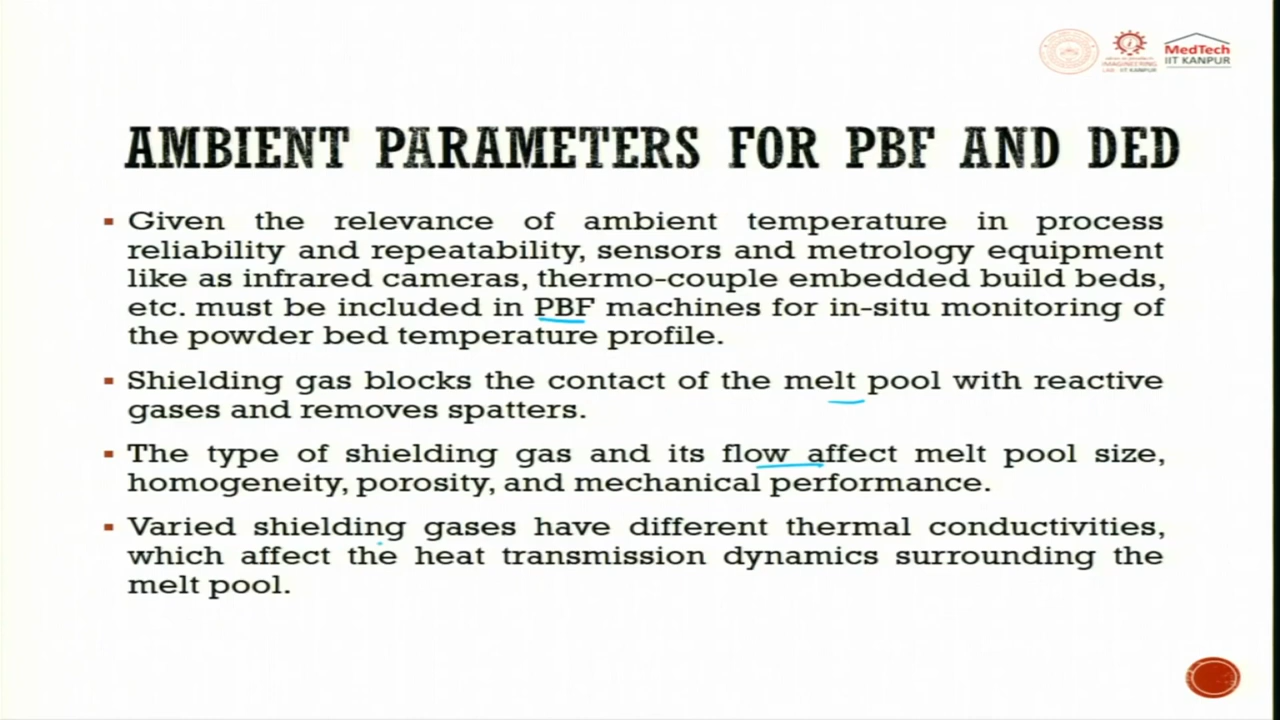 MedTech
IIT KANPUR
IMAGINEERING
LAB - IIT KANPUR
AMBIENT PARAMETERS FOR PBF AND DED
Given the relevance of ambient temperature in process
reliability and repeatability, sensors and metrology equipment
like as infrared cameras, thermo-couple embedded build beds,
etc. must be included in PBF machines for in-situ monitoring of
the powder bed temperature profile.
Shielding gas blocks the contact of the melt pool with reactive
gases and removes spatters.
The type of shielding gas and its flow affect melt pool size,
homogeneity, porosity, and mechanical performance.
Varied shielding gases have different thermal conductivities,
which affect the heat transmission dynamics surrounding the
melt pool.